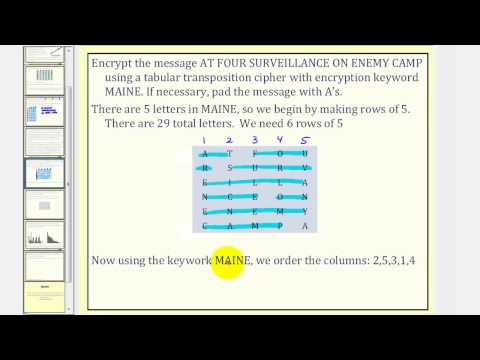 Encrypt the message AT FOUR SURVEILLANCE ON ENEMY CAMP
using a tabular transposition cipher with encryption keyword
MAINE. If necessary, pad the message with A's.
There are 5 letters in MAINE, so we begin by making rows of 5.
There are 29 total letters. We need 6 rows of 5
1 2 3 4 5
A T F O U
R S U R V
E I L L A
N C E O N
E N E M Y
C A M P A
Now using the keywork MAINE, we order the columns: 2,5,3,1,4